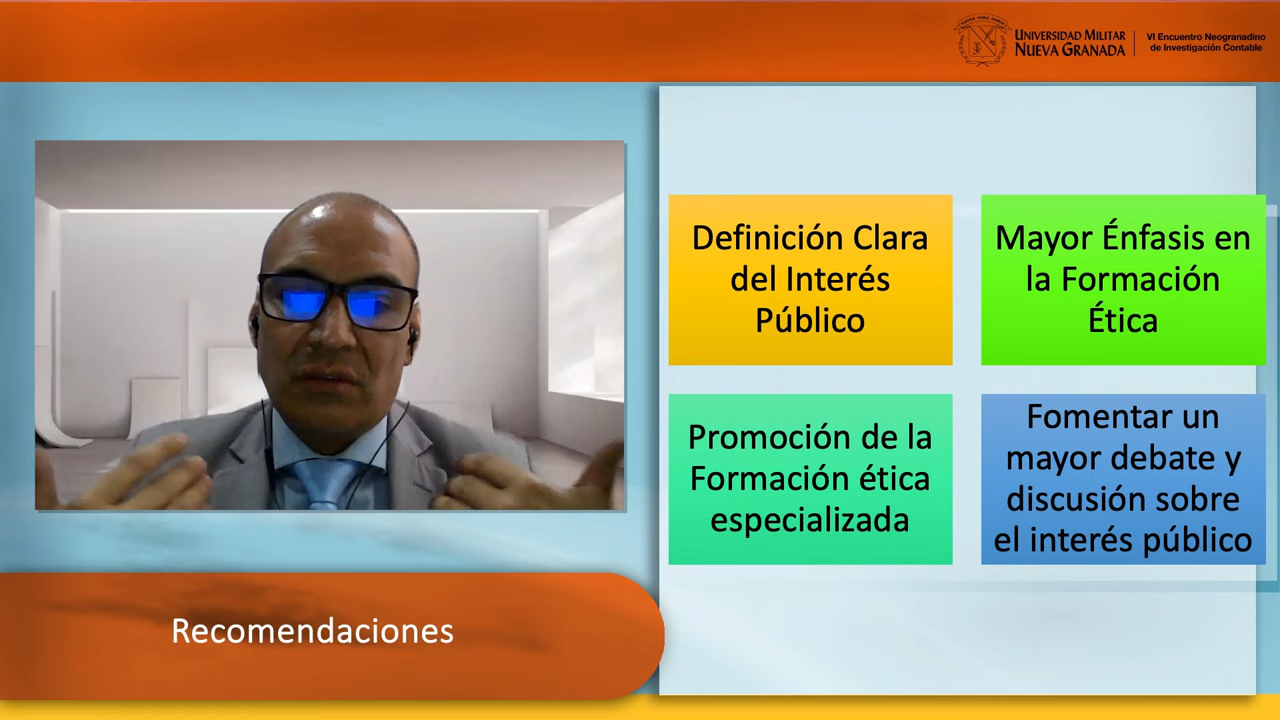 UNIVERSIDAD MILITAR
NUEVA GRANADA
VI Encuentro Neogranadino
de Investigación Contable
Definición Clara
del Interés
Público
Mayor Énfasis en
la Formación
Ética
Promoción de la
Formación ética
especializada
Fomentar un
mayor debate y
discusión sobre
el interés público
Recomendaciones